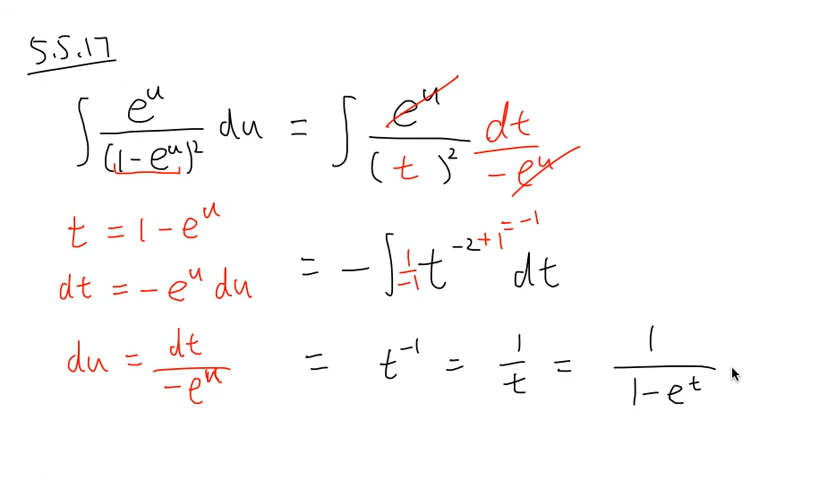 5.5.17
∫ e^u / (1-e^u)^2 du = ∫ e^u / (t)^2 dt / -e^u
t = 1-e^u
dt = -e^u du = -∫ 1/-1 t^(-2+1=-1) dt
du = dt / -e^u = t^-1 = 1/t = 1 / 1-e^t